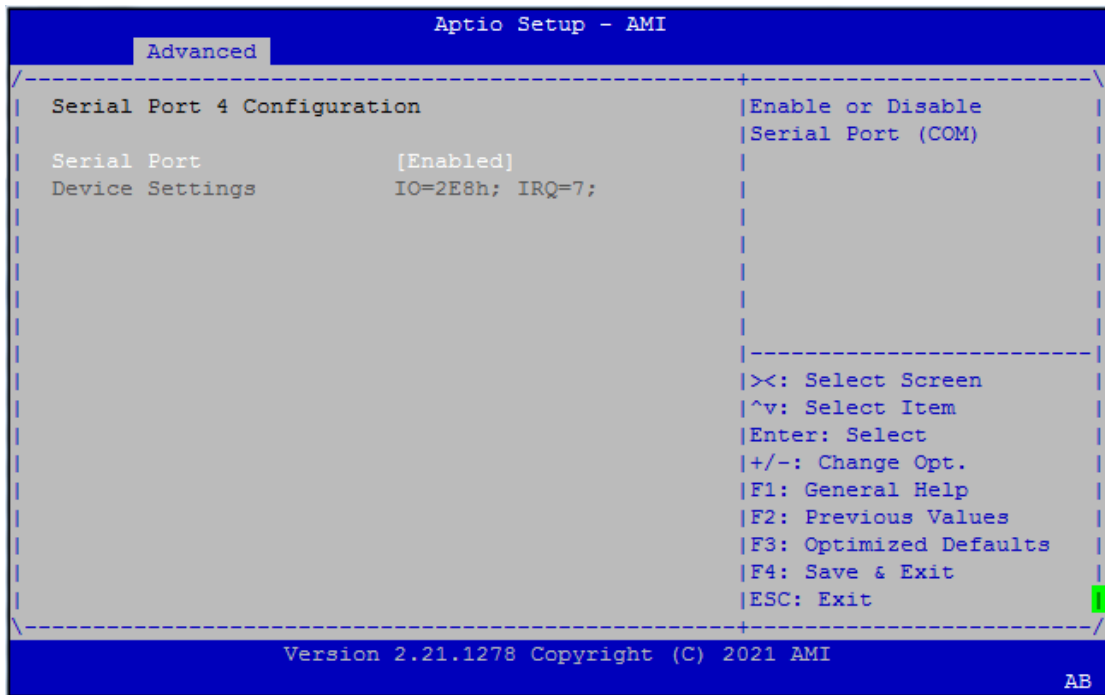 Aptio Setup - AMI
Advanced
/----------------------------------------------------+-------------------------\
| Serial Port 4 Configuration |Enable or Disable |
| |Serial Port (COM) |
| Serial Port [Enabled] | |
| Device Settings IO=2E8h; IRQ=7; | |
| | |
| | |
| | |
| | |
| | |
| |-------------------------|
| |><: Select Screen |
| |^v: Select Item |
| |Enter: Select |
| |+/-: Change Opt. |
| |F1: General Help |
| |F2: Previous Values |
| |F3: Optimized Defaults |
| |F4: Save & Exit |
| |ESC: Exit |
\----------------------------------------------------+-------------------------/
Version 2.21.1278 Copyright (C) 2021 AMI
AB